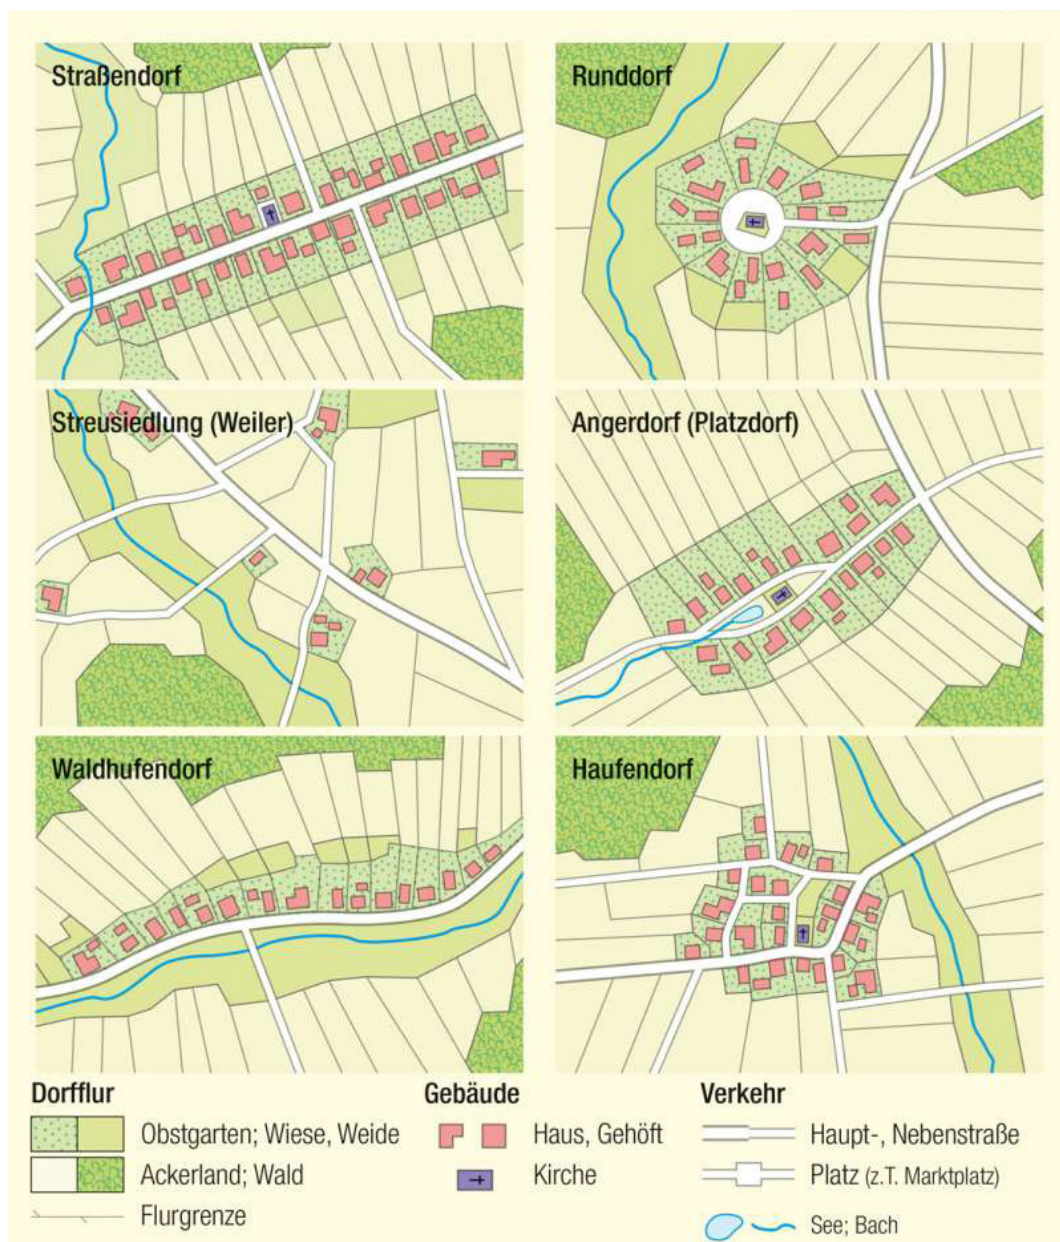 Straßendorf
Runddorf
Streusiedlung (Weiler)
Angerdorf (Platzdorf)
Waldhufendorf
Haufendorf
Dorfflur
Obstgarten; Wiese, Weide
Ackerland; Wald
Flurgrenze
Gebäude
Haus, Gehöft
Kirche
Verkehr
Haupt-, Nebenstraße
Platz (z.T. Marktplatz)
See; Bach